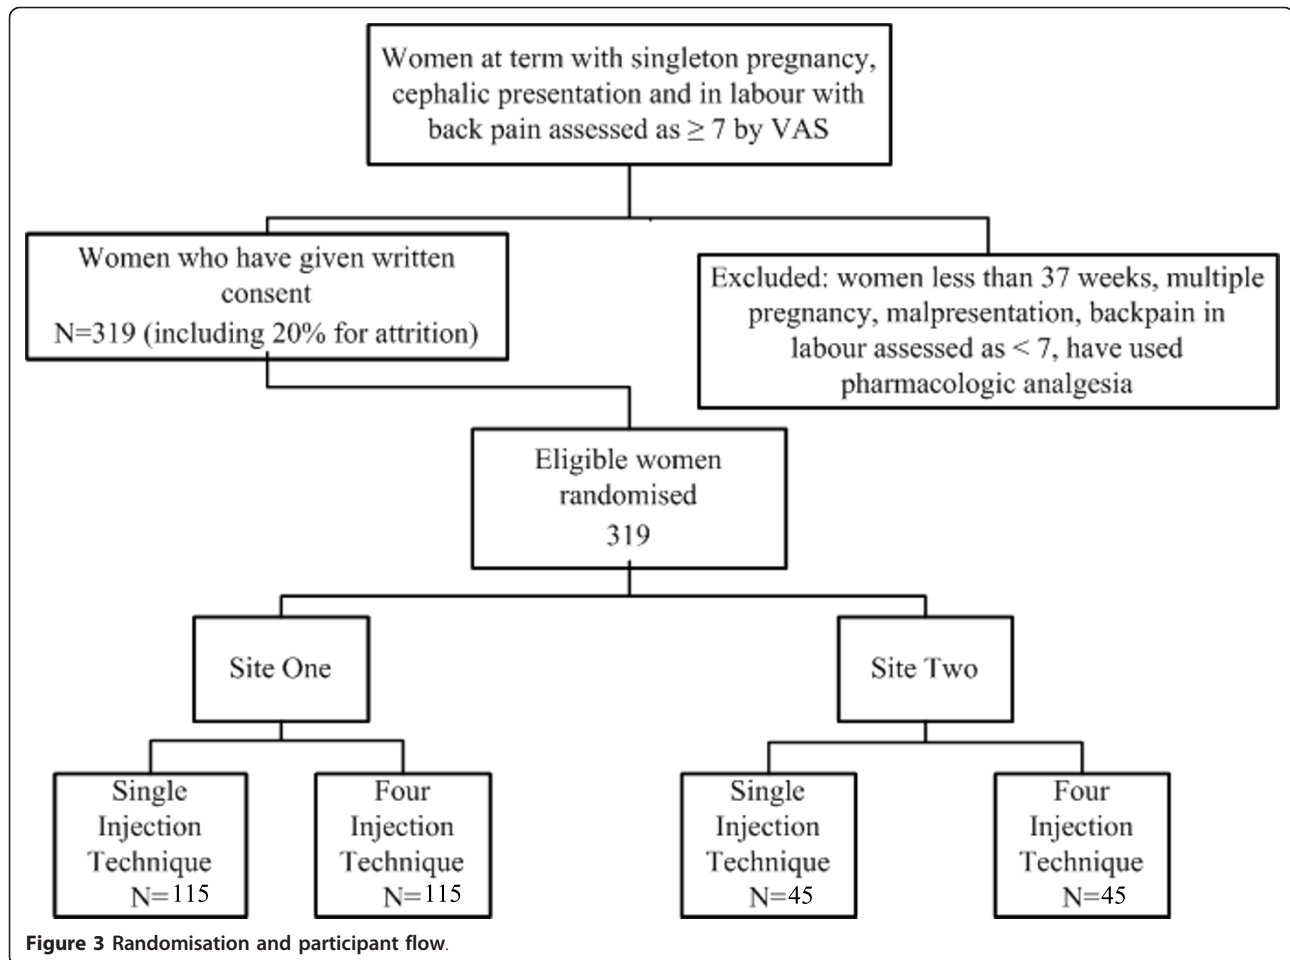 Women at term with singleton pregnancy,
cephalic presentation and in labour with
back pain assessed as ≥ 7 by VAS
Women who have given written
consent
N=319 (including 20% for attrition)
Excluded: women less than 37 weeks, multiple
pregnancy, malpresentation, backpain in
labour assessed as < 7, have used
pharmacologic analgesia
Eligible women
randomised
319
Site One
Site Two
Single
Injection
Technique
N=115
Four
Injection
Technique
N=115
Single
Injection
Technique
N=45
Four
Injection
Technique
N=45
Figure 3 Randomisation and participant flow.